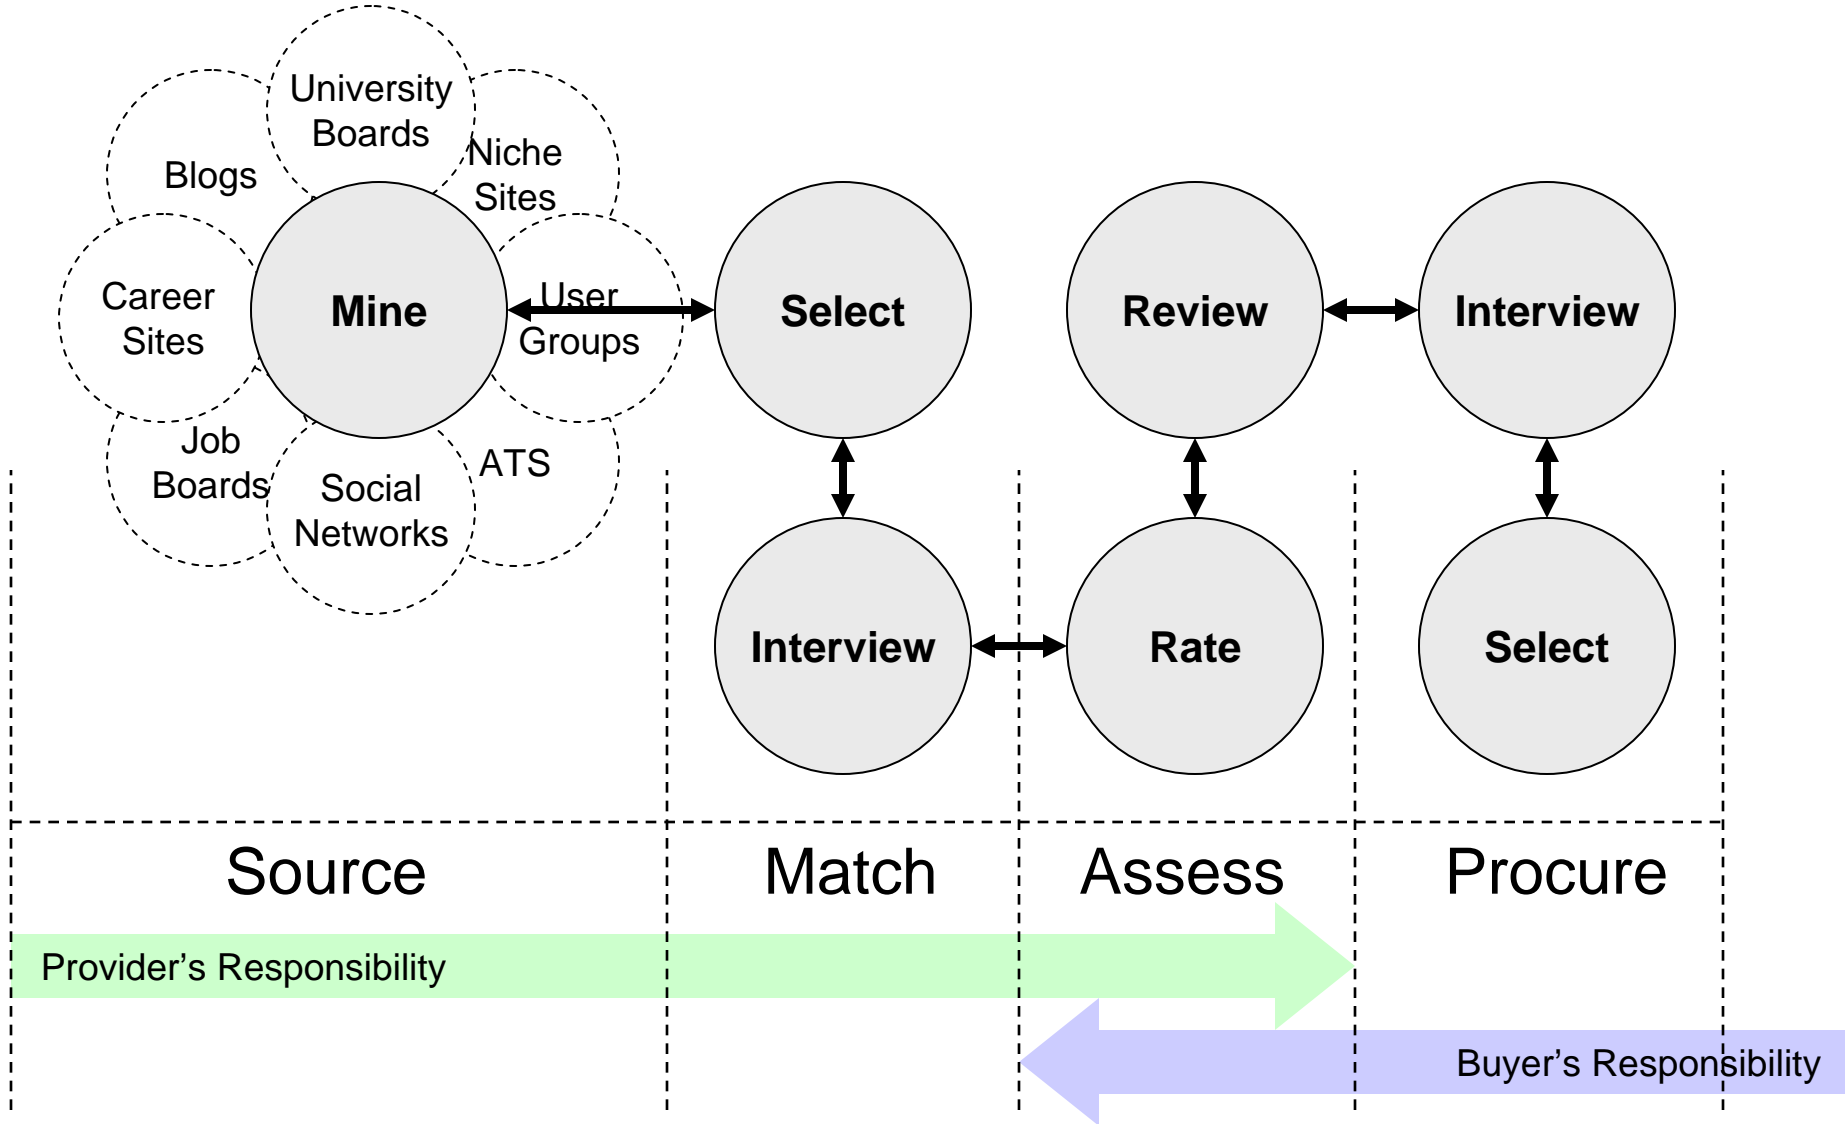 University
Boards
Niche
Sites
Blogs
Career
Sites
Mine
User
Groups
Job
Boards
Social
Networks
ATS
Select
Review
Interview
Interview
Rate
Select
Source
Match
Assess
Procure
Provider’s Responsibility
Buyer’s Responsibility